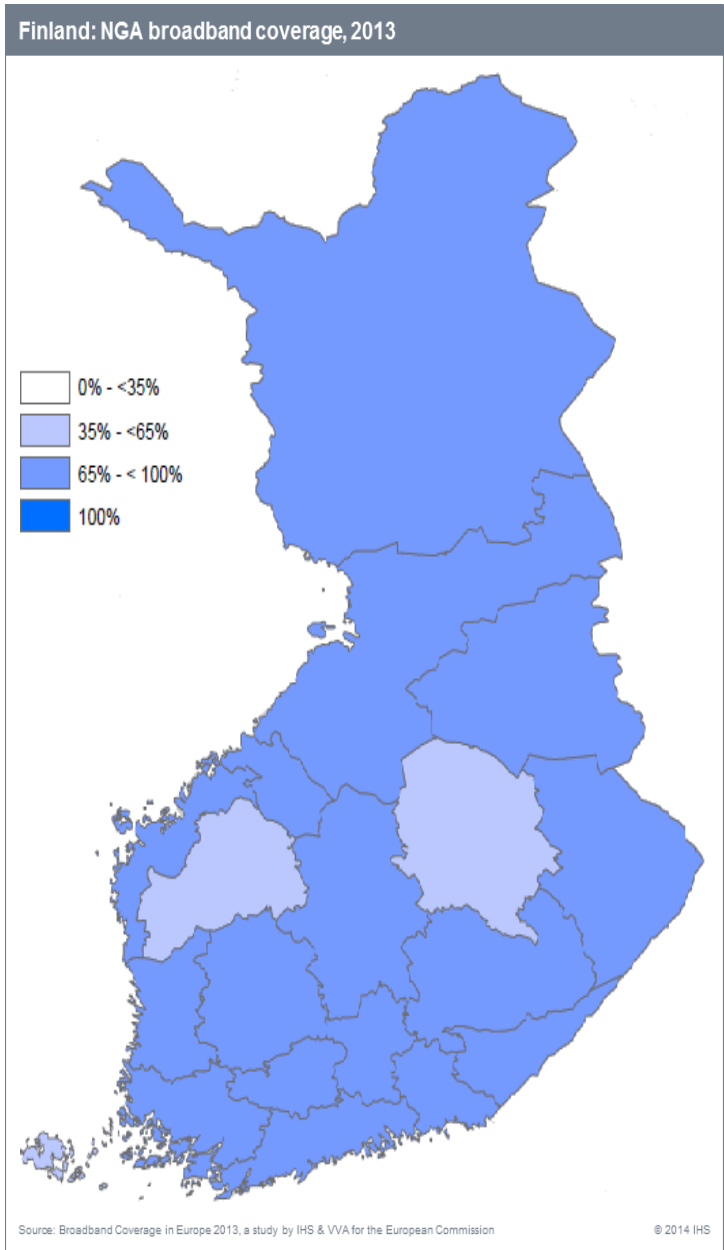 Finland: NGA broadband coverage, 2013
0% - <35%
35% - <65%
65% - < 100%
100%
Source: Broadband Coverage in Europe 2013, a study by IHS & VVA for the European Commission
© 2014 IHS